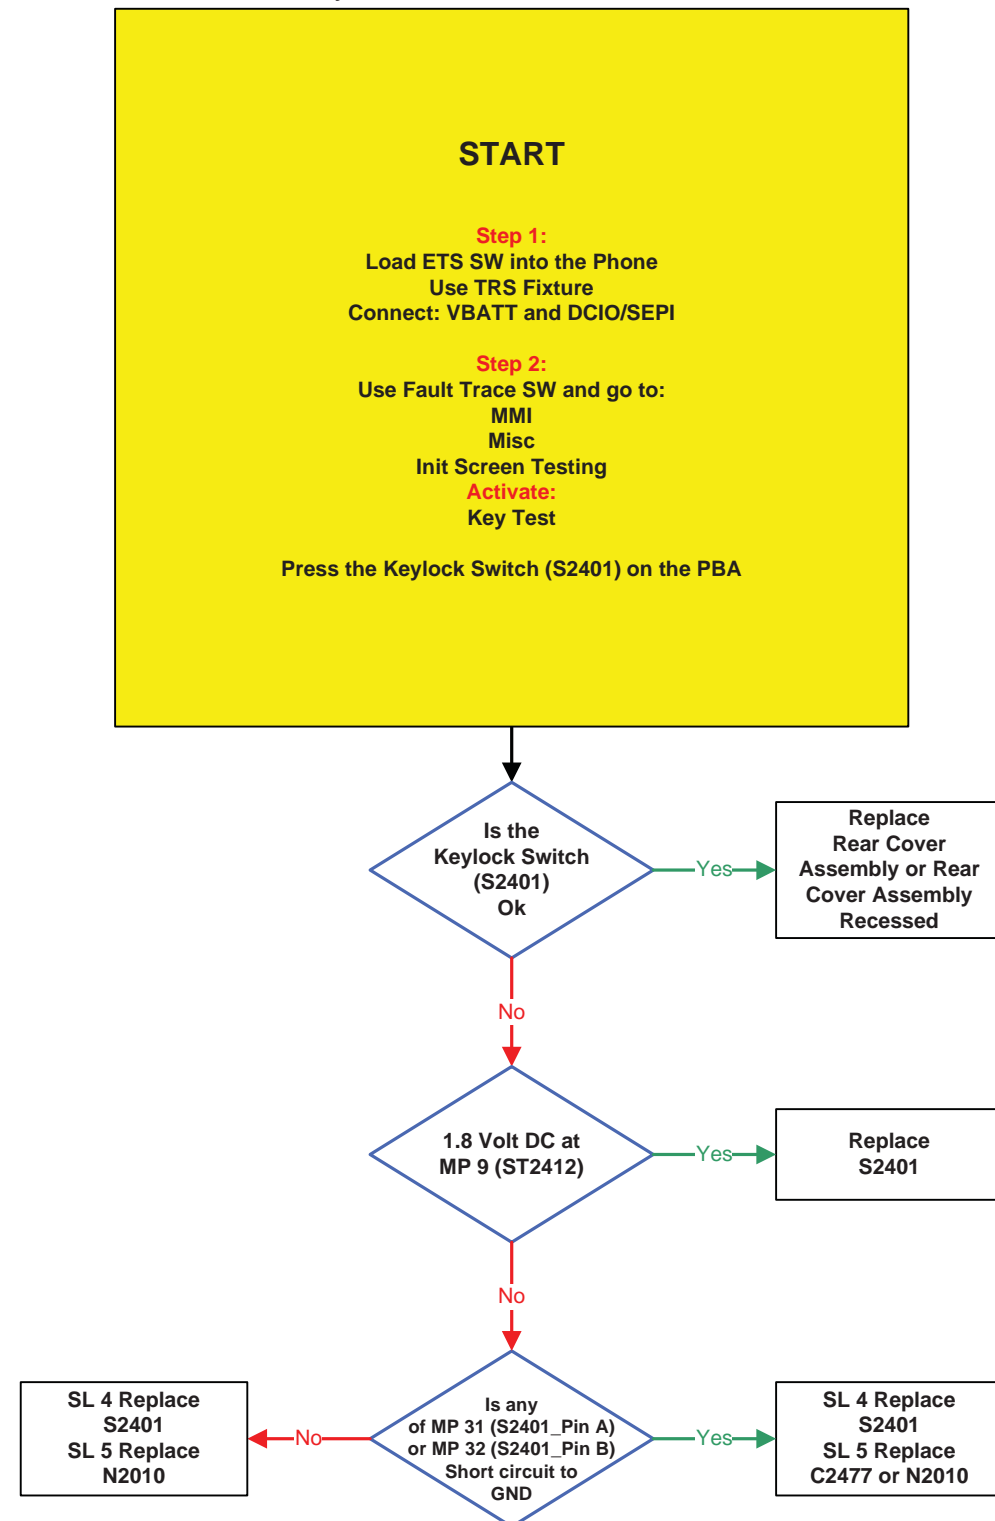 START
Step 1:
Load ETS SW into the Phone
Use TRS Fixture
Connect: VBATT and DCIO/SEPI
Step 2:
Use Fault Trace SW and go to:
MMI
Misc
Init Screen Testing
Activate:
Key Test
Press the Keylock Switch (S2401) on the PBA
Is the
Keylock Switch
(S2401)
Ok
Yes
Replace
Rear Cover
Assembly or Rear
Cover Assembly
Recessed
No
1.8 Volt DC at
MP 9 (ST2412)
Yes
Replace
S2401
No
SL 4 Replace
S2401
SL 5 Replace
N2010
No
Is any
of MP 31 (S2401_Pin A)
or MP 32 (S2401_Pin B)
Short circuit to
GND
Yes
SL 4 Replace
S2401
SL 5 Replace
C2477 or N2010